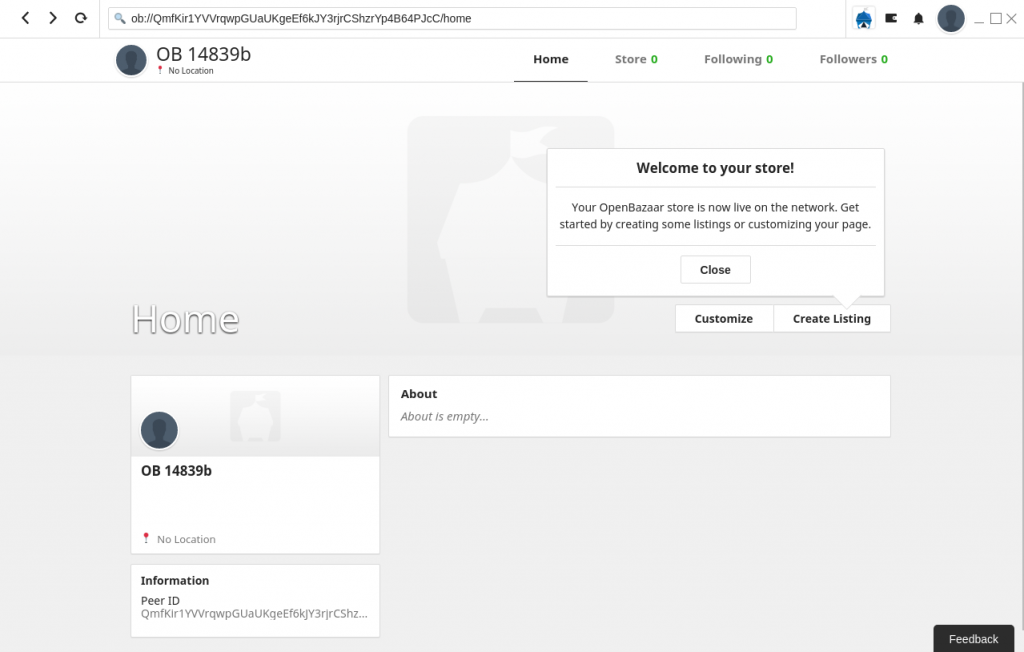 ob://QmfKir1YVVrqwpGUaUKgeEf6kJY3rjrCShzrYp4B64PJcC/home
OB 14839b
No Location
Home
Store 0
Following 0
Followers 0
Welcome to your store!
Your OpenBazaar store is now live on the network. Get
started by creating some listings or customizing your page.
Close
Home
Customize
Create Listing
OB 14839b
No Location
About
About is empty...
Information
Peer ID
QmfKir1YVVrqwpGUaUKgeEf6kJY3rjrCShz...
Feedback